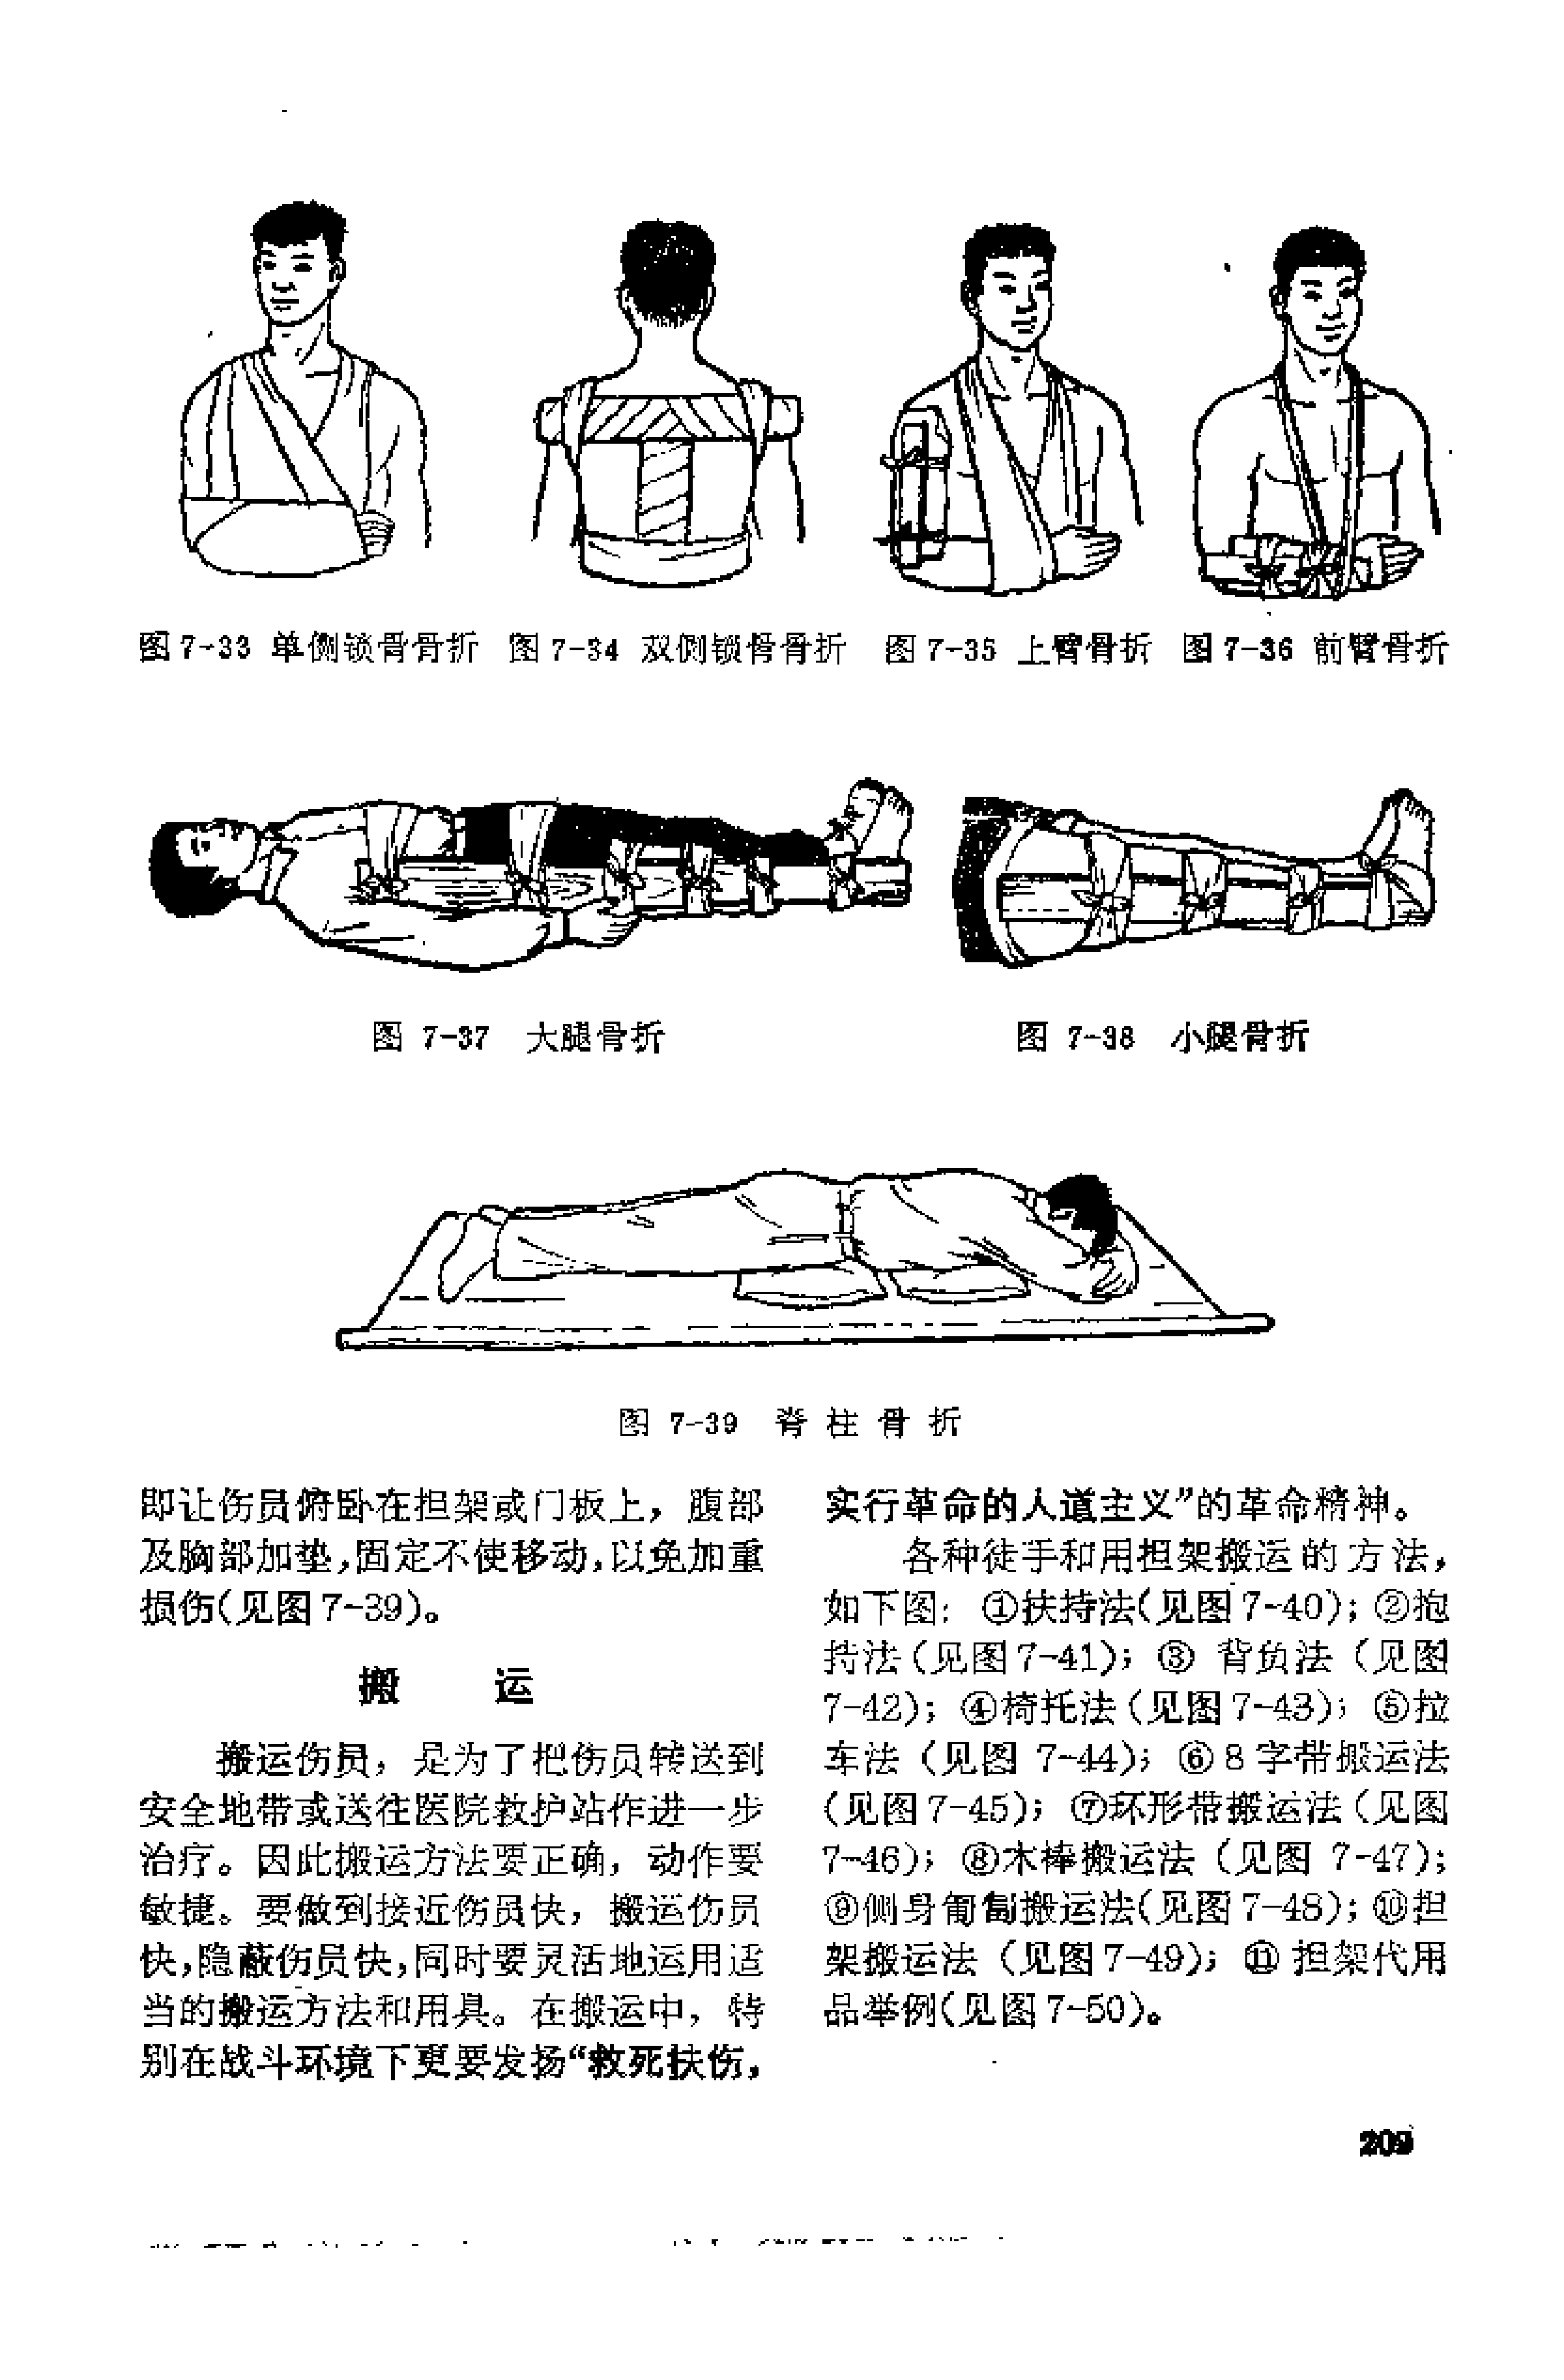 图7-33 单侧锁骨骨折 图7-34 双侧锁骨骨折 图7-35 上臂骨折 图7-36 前臂骨折
图 7-37 大腿骨折 图 7-38 小腿骨折
图 7-39 脊柱骨折
即让伤员俯卧在担架或门板上，腹部
及胸部加垫，固定不使移动，以免加重
损伤(见图7-39)。
搬 运
搬运伤员，是为了把伤员转送到
安全地带或送往医院救护站作进一步
治疗。因此搬运方法要正确，动作要
敏捷。要做到接近伤员快，搬运伤员
快，隐蔽伤员快，同时要灵活地运用适
当的搬运方法和用具。在搬运中，特
别在战斗环境下更要发扬“救死扶伤，
实行革命的人道主义”的革命精神。
各种徒手和用担架搬运的方法，
如下图：①扶持法(见图7-40)；②抱
持法(见图7-41)；③背负法(见图
7-42)；④椅托法(见图7-43)；⑤拉
车法(见图 7-44)；⑥8字带搬运法
(见图7-45)；⑦环形带搬运法(见图
7-46)；⑧木棒搬运法(见图 7-47)；
⑨侧身匍匐搬运法(见图7-48)；⑩担
架搬运法(见图7-49)；⑪担架代用
品举例(见图7-50)。
209